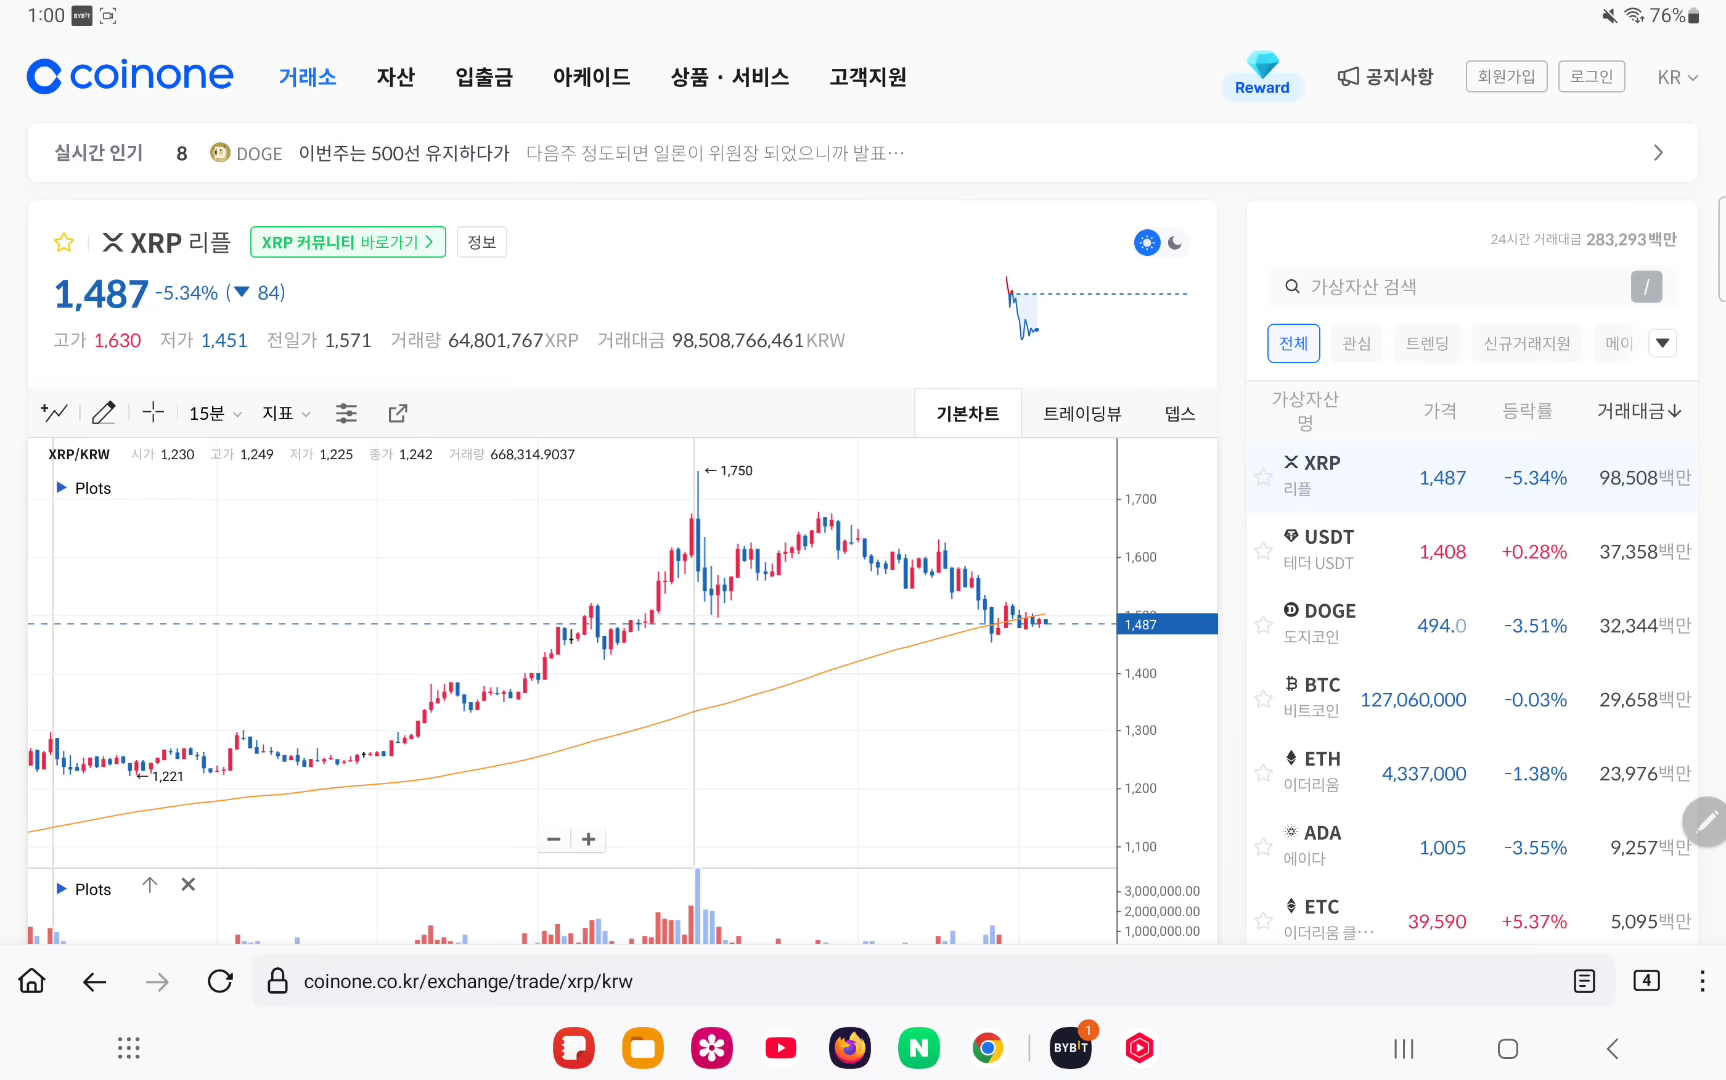 1:00 BYBIT 76%
coinone 거래소 자산 입출금 아케이드 상품 · 서비스 고객지원 Reward 공지사항 회원가입 로그인 KR
실시간 인기 8 DOGE 이번주는 500선 유지하다가 다음주 정도되면 일론이 위원장 되었으니까 발표…
XRP 리플 XRP 커뮤니티 바로가기 정보
1,487 -5.34% (▼ 84)
고가 1,630 저가 1,451 전일가 1,571 거래량 64,801,767XRP 거래대금 98,508,766,461KRW
15분 지표 기본차트 트레이딩뷰 뎁스
XRP/KRW 시가 1,230 고가 1,249 저가 1,225 종가 1,242 거래량 668,314.9037
Plots
←1,750
←1,221
1,700
1,600
1,487
1,400
1,300
1,200
1,100
− +
Plots
3,000,000.00
2,000,000.00
1,000,000.00
24시간 거래대금 283,293백만
가상자산 검색 /
전체 관심 트렌딩 신규거래지원 메이
가상자산명 가격 등락률 거래대금↓
XRP 1,487 -5.34% 98,508백만
리플
USDT 1,408 +0.28% 37,358백만
테더 USDT
DOGE 494.0 -3.51% 32,344백만
도지코인
BTC 127,060,000 -0.03% 29,658백만
비트코인
ETH 4,337,000 -1.38% 23,976백만
이더리움
ADA 1,005 -3.55% 9,257백만
에이다
ETC 39,590 +5.37% 5,095백만
이더리움 클…
coinone.co.kr/exchange/trade/xrp/krw 4
N BYBIT 1